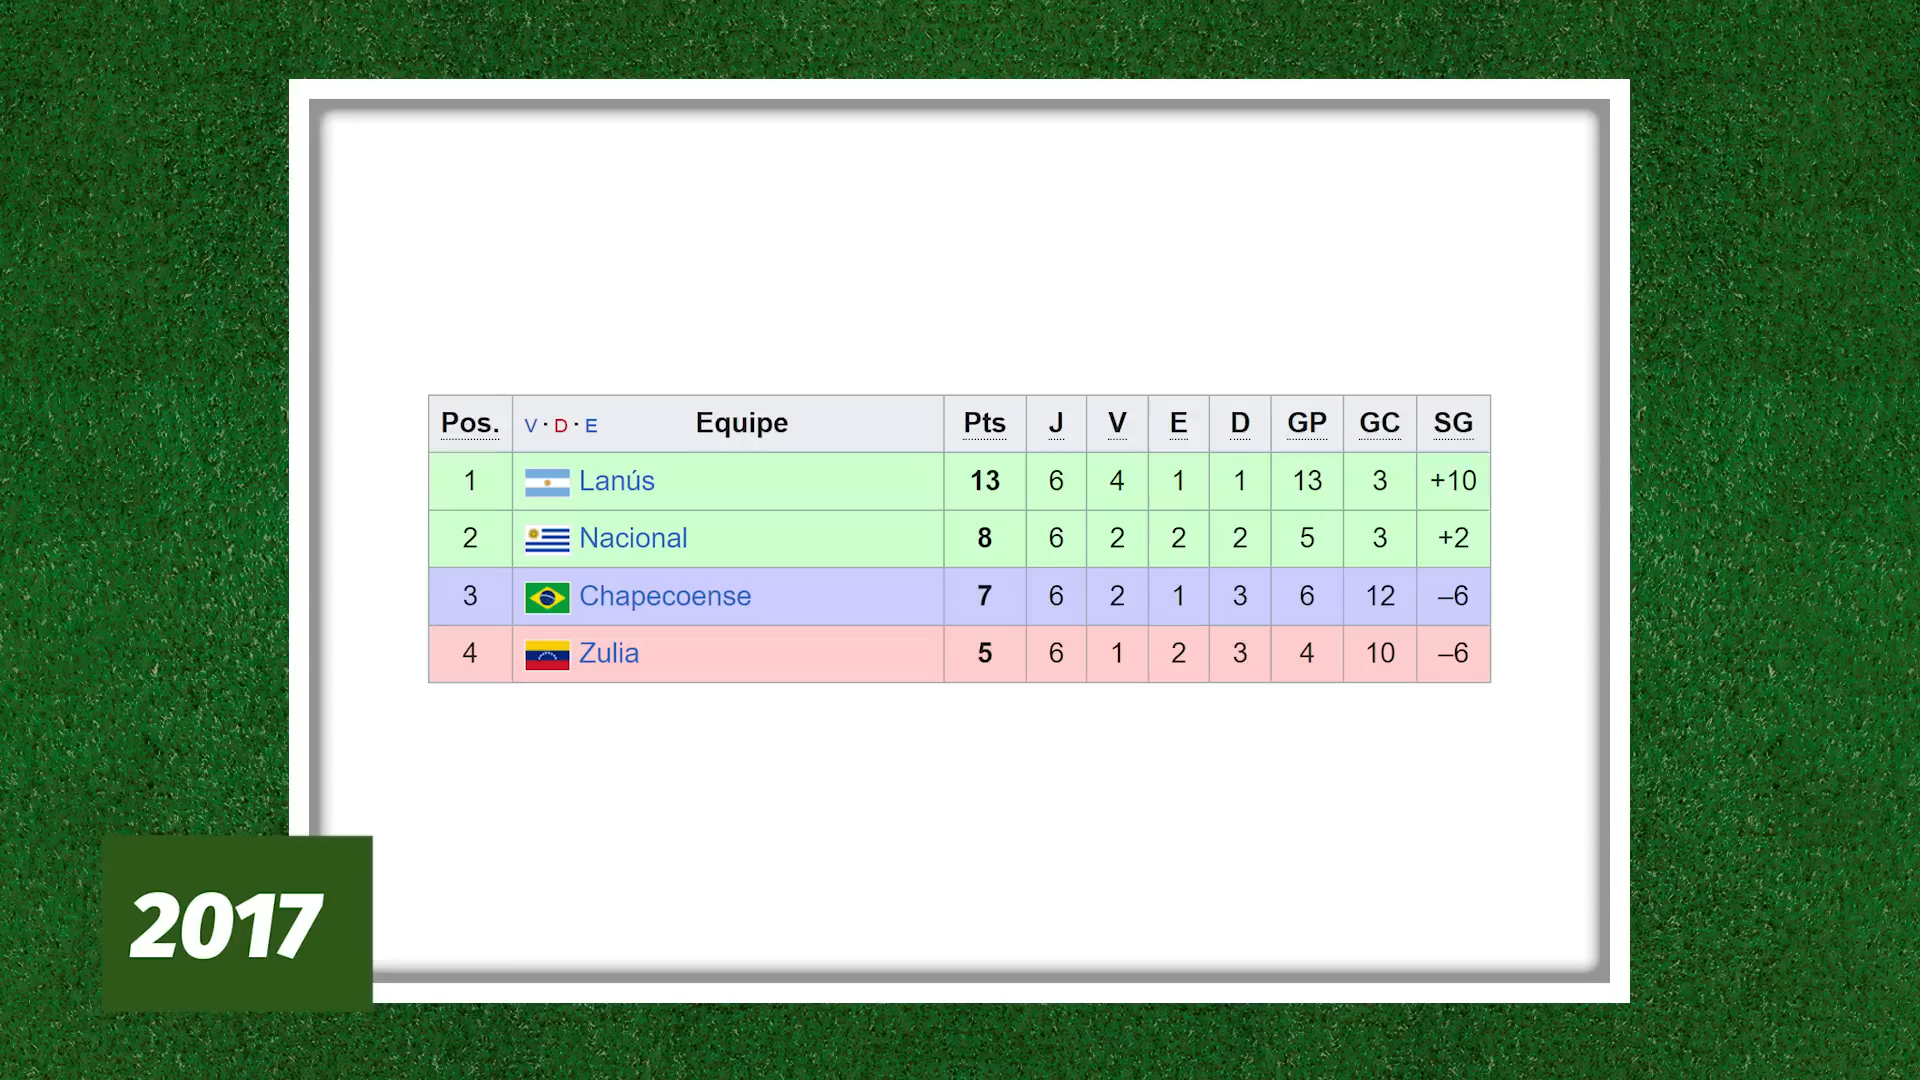 Pos. V · D · E Equipe Pts J V E D GP GC SG
1 Lanús 13 6 4 1 1 13 3 +10
2 Nacional 8 6 2 2 2 5 3 +2
3 Chapecoense 7 6 2 1 3 6 12 –6
4 Zulia 5 6 1 2 3 4 10 –6
2017